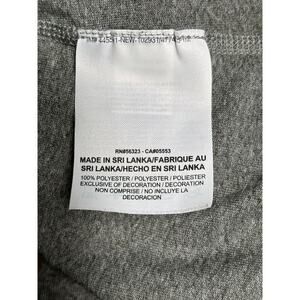 RN#56323 - CA#05553
MADE IN SRI LANKA/FABRIQUE AU
SRI LANKA/HECHO EN SRI LANKA
100% POLYESTER / POLYESTER
EXCLUSIVE OF DECORATION / DECORATION
NON COMPRISE / NO INCLUYE LA
DECORACION